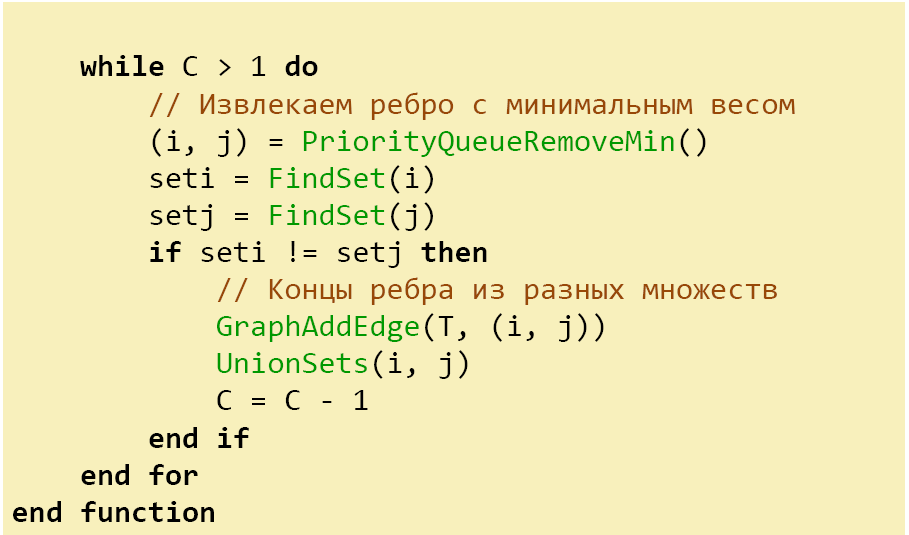 while C > 1 do
// Извлекаем ребро с минимальным весом
(i, j) = PriorityQueueRemoveMin()
seti = FindSet(i)
setj = FindSet(j)
if seti != setj then
// Концы ребра из разных множеств
GraphAddEdge(T, (i, j))
UnionSets(i, j)
C = C - 1
end if
end for
end function